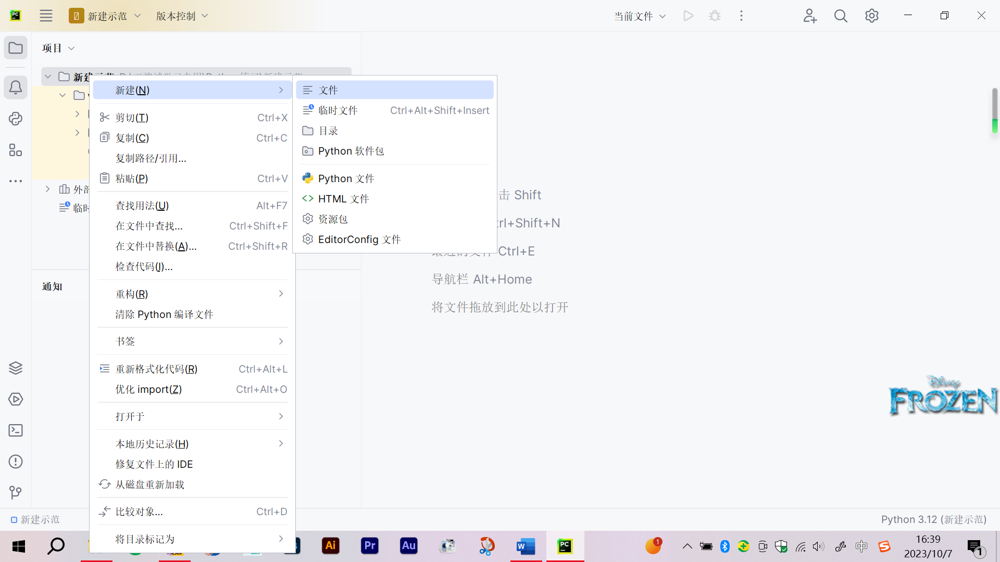 新建示范
版本控制
当前文件
项目
新建(N)
剪切(T) Ctrl+X
复制(C) Ctrl+C
复制路径/引用...
粘贴(P) Ctrl+V
查找用法(U) Alt+F7
在文件中查找... Ctrl+Shift+F
在文件中替换(A)... Ctrl+Shift+R
检查代码(I)...
重构(R)
清除 Python 编译文件
书签
重新格式化代码(R) Ctrl+Alt+L
优化 import(Z) Ctrl+Alt+O
打开于
本地历史记录(H)
修复文件上的 IDE
从磁盘重新加载
比较对象... Ctrl+D
将目录标记为
文件
临时文件 Ctrl+Alt+Shift+Insert
目录
Python 软件包
Python 文件
HTML 文件
资源包
EditorConfig 文件
外部
临时
通知
击 Shift
Ctrl+Shift+N
最近的文件 Ctrl+E
导航栏 Alt+Home
将文件拖放到此处以打开
Disney
FROZEN
新建示范
Python 3.12 (新建示范)
Ai
Pr
Au
W
PC
1
中
16:39
2023/10/7
1